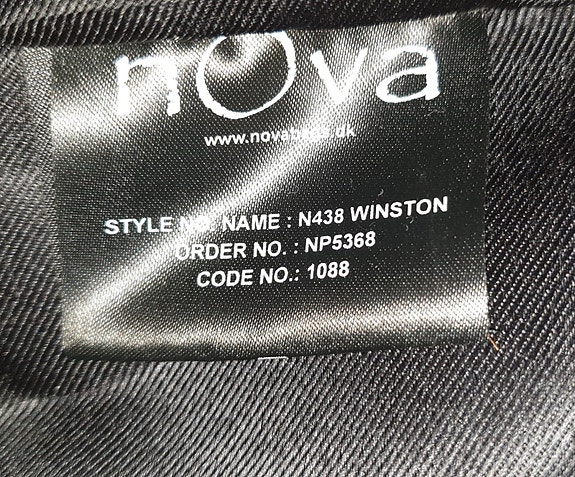 nova
STYLE NO. NAME : N438 WINSTON
ORDER NO. : NP5368
CODE NO.: 1088